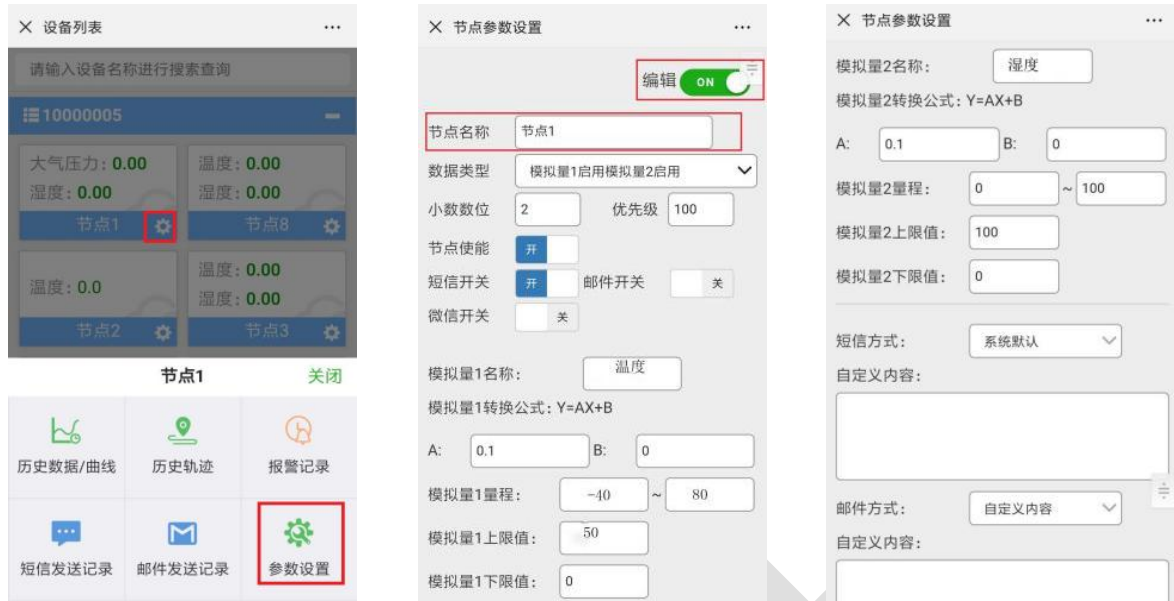 设备列表
请输入设备名称进行搜索查询
10000005
大气压力: 0.00
湿度: 0.00
节点1
温度: 0.00
湿度: 0.00
节点8
温度: 0.0
节点2
温度: 0.00
湿度: 0.00
节点3
节点1
关闭
历史数据/曲线
历史轨迹
报警记录
短信发送记录
邮件发送记录
参数设置
节点参数设置
编辑 ON
节点名称 节点1
数据类型 模拟量1启用模拟量2启用
小数数位 2 优先级 100
节点使能 开
短信开关 开 邮件开关 关
微信开关 关
模拟量1名称: 温度
模拟量1转换公式: Y=AX+B
A: 0.1 B: 0
模拟量1量程: -40 ~ 80
模拟量1上限值: 50
模拟量1下限值: 0
节点参数设置
模拟量2名称: 湿度
模拟量2转换公式: Y=AX+B
A: 0.1 B: 0
模拟量2量程: 0 ~ 100
模拟量2上限值: 100
模拟量2下限值: 0
短信方式: 系统默认
自定义内容:
邮件方式: 自定义内容
自定义内容: